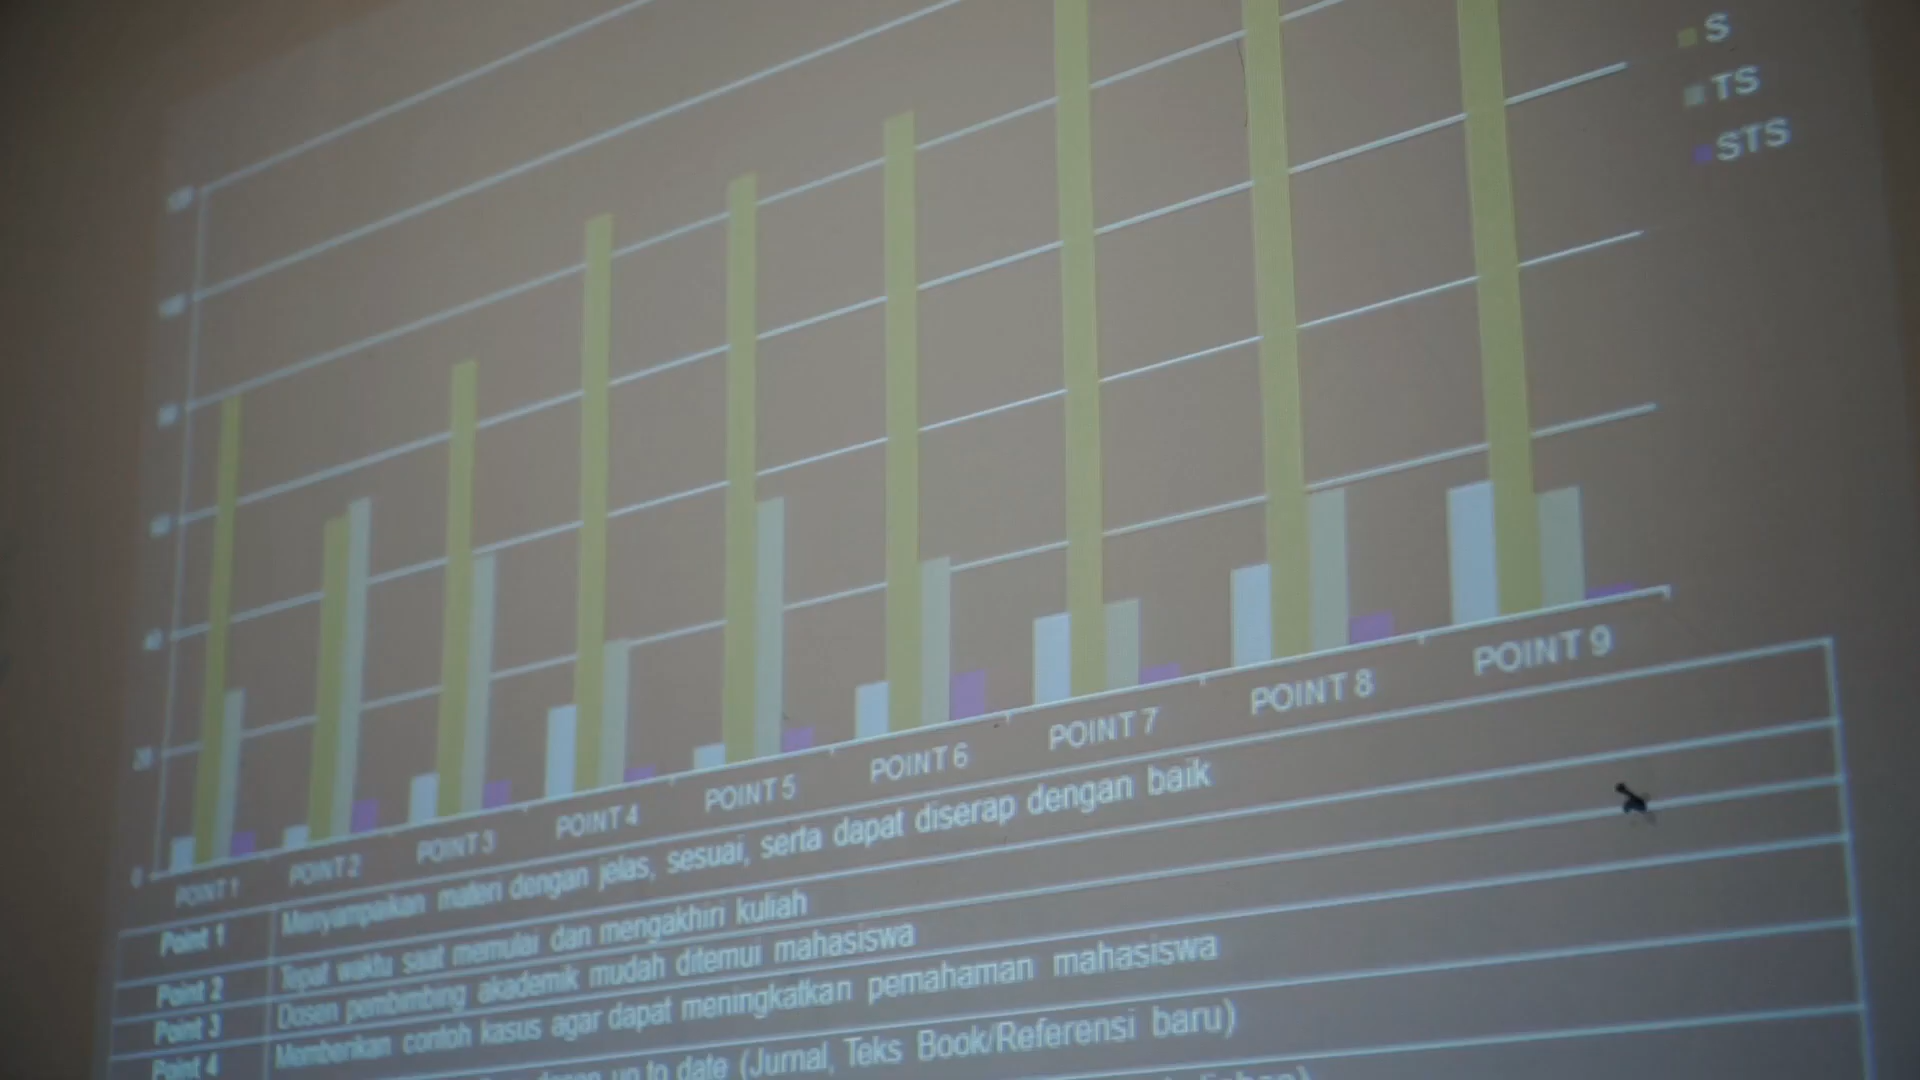 S
TS
STS
20
0
POINT 1
POINT 2
POINT 3
POINT 4
POINT 5
POINT 6
POINT 7
POINT 8
POINT 9
Point 1 Menyampaikan materi dengan jelas, sesuai, serta dapat diserap dengan baik
Point 2 Tepat waktu saat memulai dan mengakhiri kuliah
Point 3 Dosen pembimbing akademik mudah ditemui mahasiswa
Point 4 Memberikan contoh kasus agar dapat meningkatkan pemahaman mahasiswa
up to date (Jurnal, Teks Book/Referensi baru)